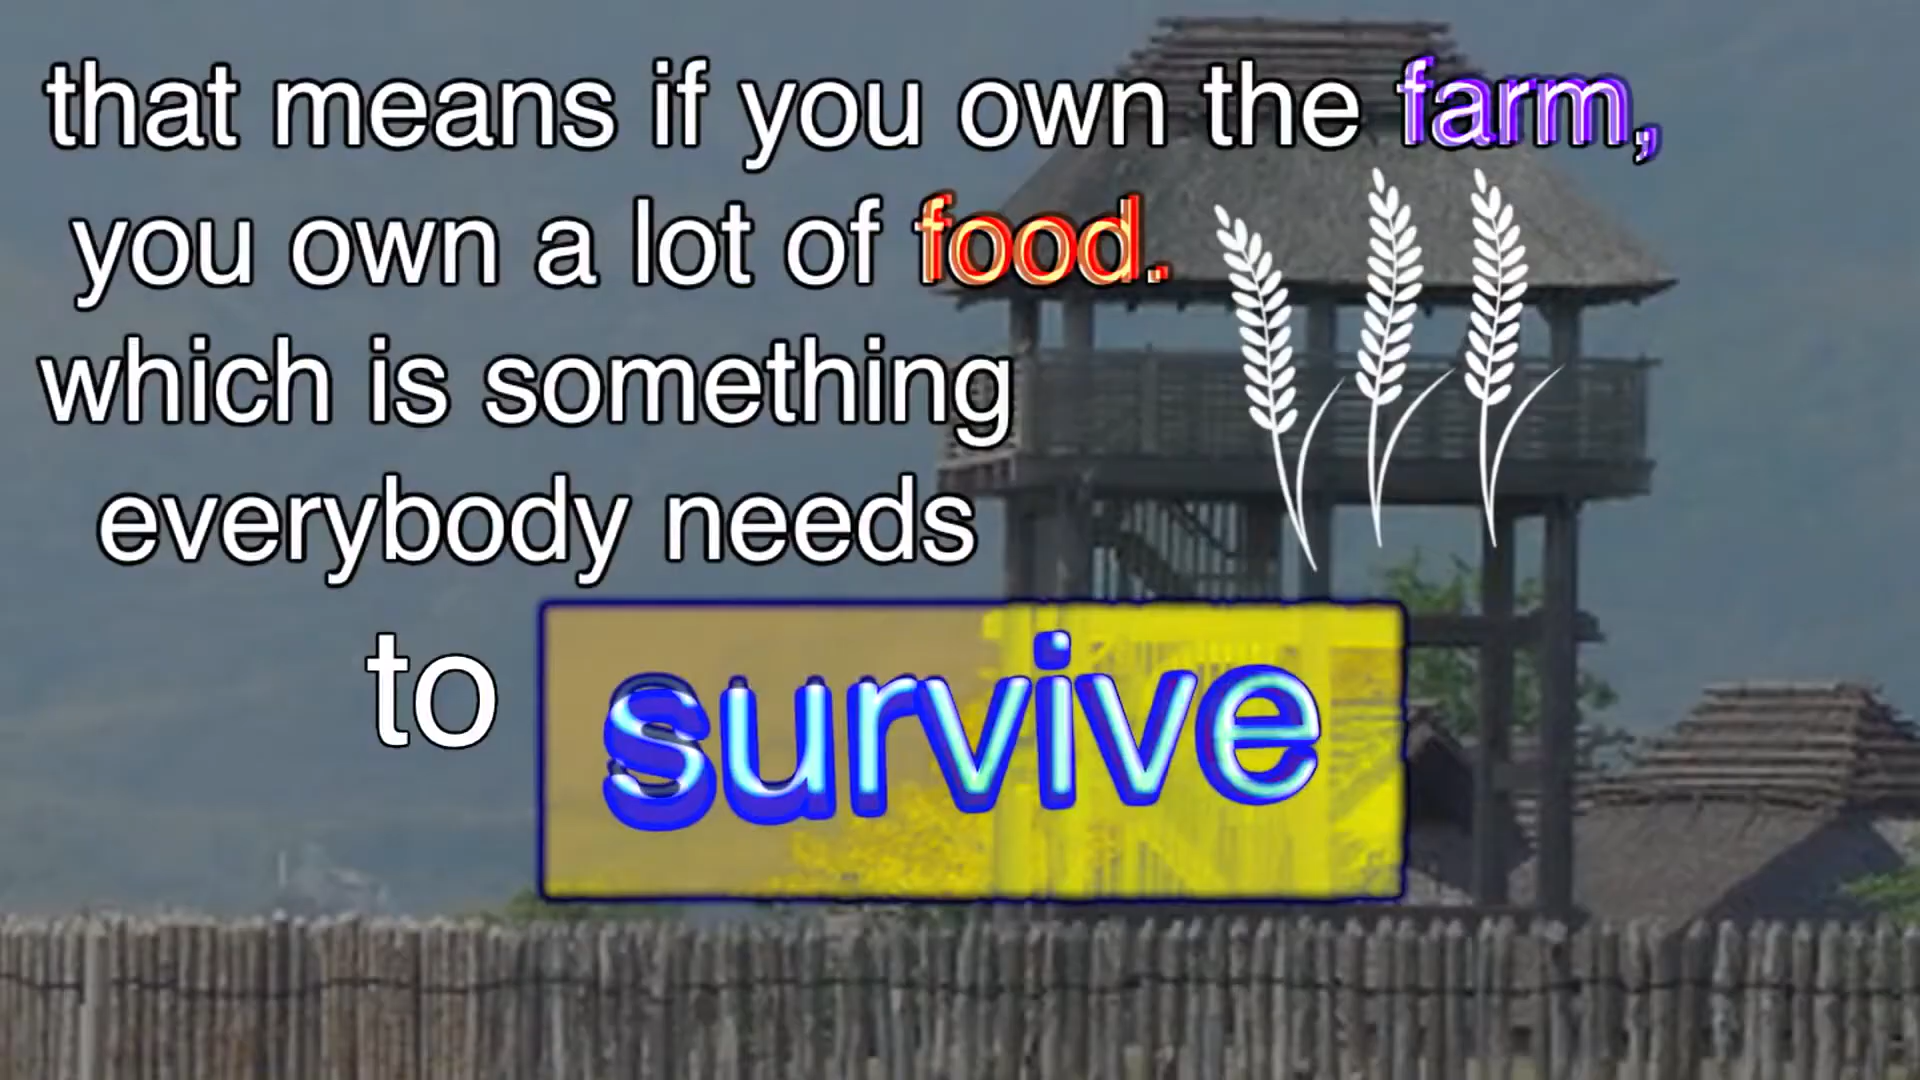 that means if you own the farm,
you own a lot of food.
which is something
everybody needs
to survive